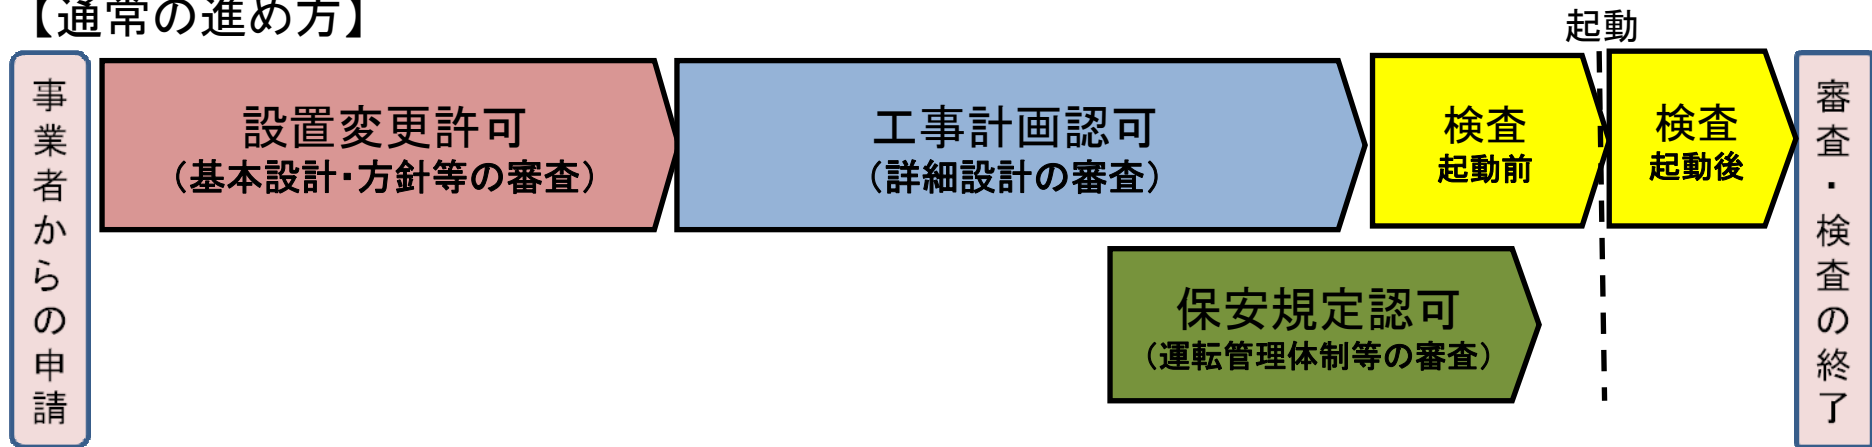 【通常の進め方】
起動
事業者からの申請
設置変更許可
(基本設計・方針等の審査)
工事計画認可
(詳細設計の審査)
検査
起動前
検査
起動後
保安規定認可
(運転管理体制等の審査)
審査・検査の終了